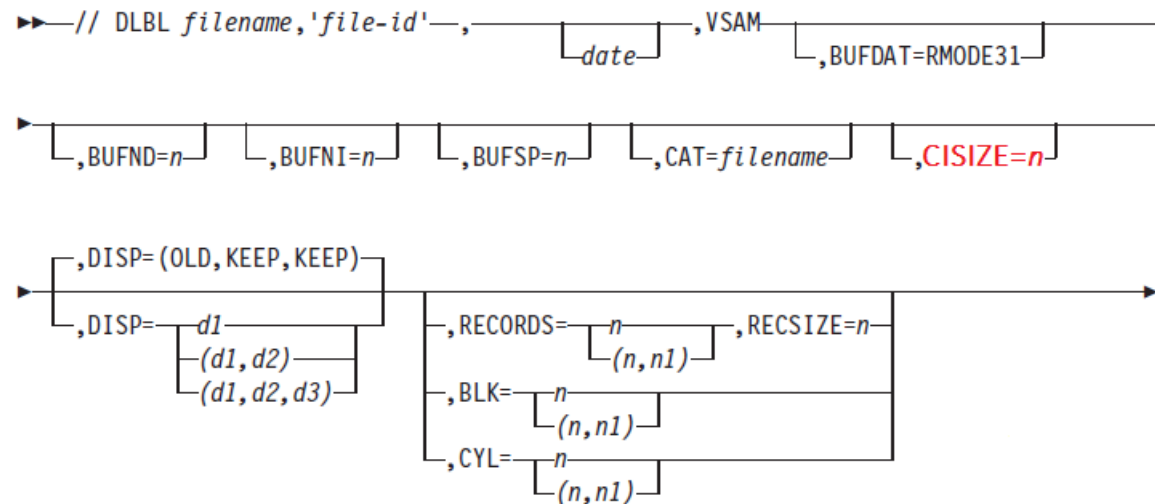 // DLBL filename,'file-id' , ,VSAM
date ,BUFDAT=RMODE31
,BUFND=n ,BUFNI=n ,BUFSP=n ,CAT=filename ,CISIZE=n
,DISP=(OLD,KEEP,KEEP)
,DISP= d1 ,RECORDS= n ,RECSIZE=n
(d1,d2) (n,n1)
(d1,d2,d3) ,BLK= n
(n,n1)
,CYL= n
(n,n1)